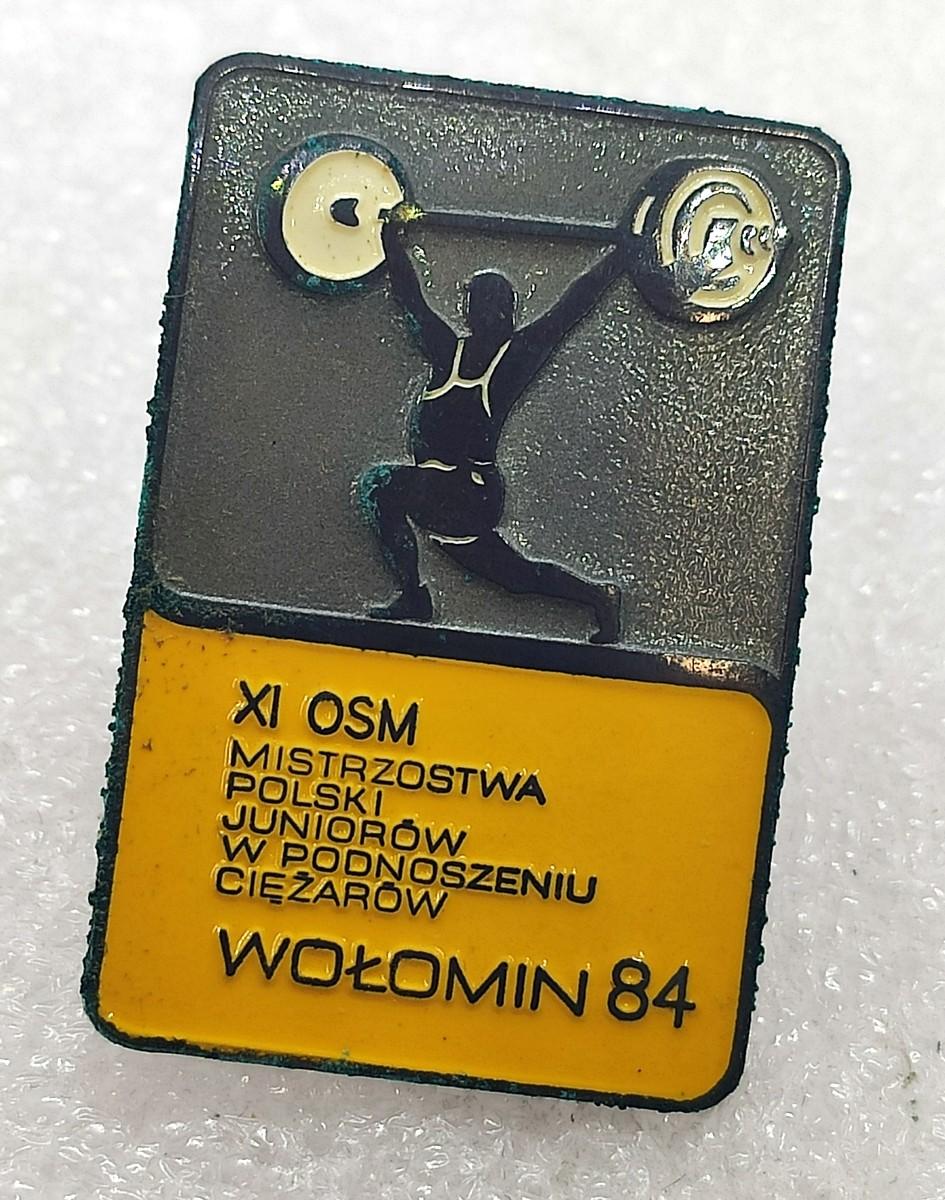 XI OSM
MISTRZOSTWA
POLSKI
JUNIORÓW
W PODNOSZENIU
CIĘŻARÓW
WOŁOMIN 84